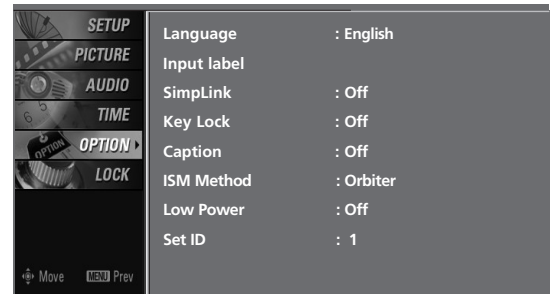 SETUP
PICTURE
AUDIO
TIME
OPTION
LOCK
Move MENU Prev
Language : English
Input label
SimpLink : Off
Key Lock : Off
Caption : Off
ISM Method : Orbiter
Low Power : Off
Set ID : 1